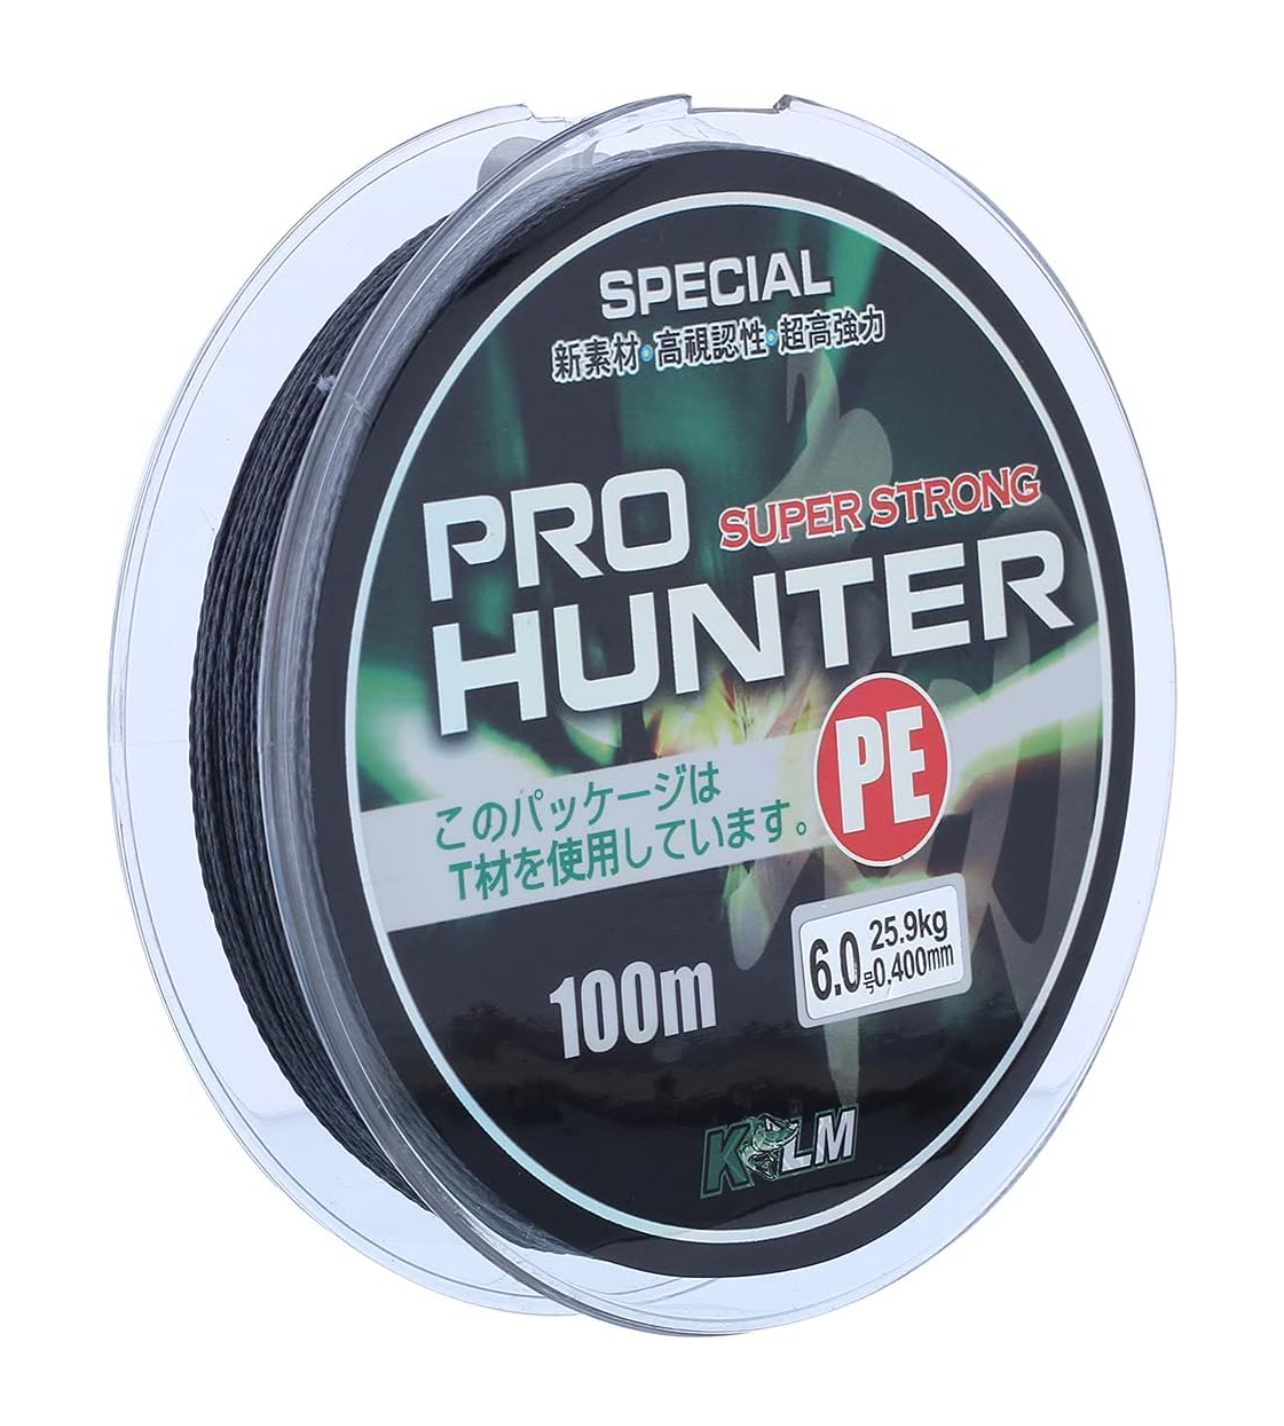 SPECIAL
新素材・高視認性・超高強力
PRO
SUPER STRONG
HUNTER
PE
このパッケージは
T材を使用しています。
25.9kg
6.0号 0.400mm
100m